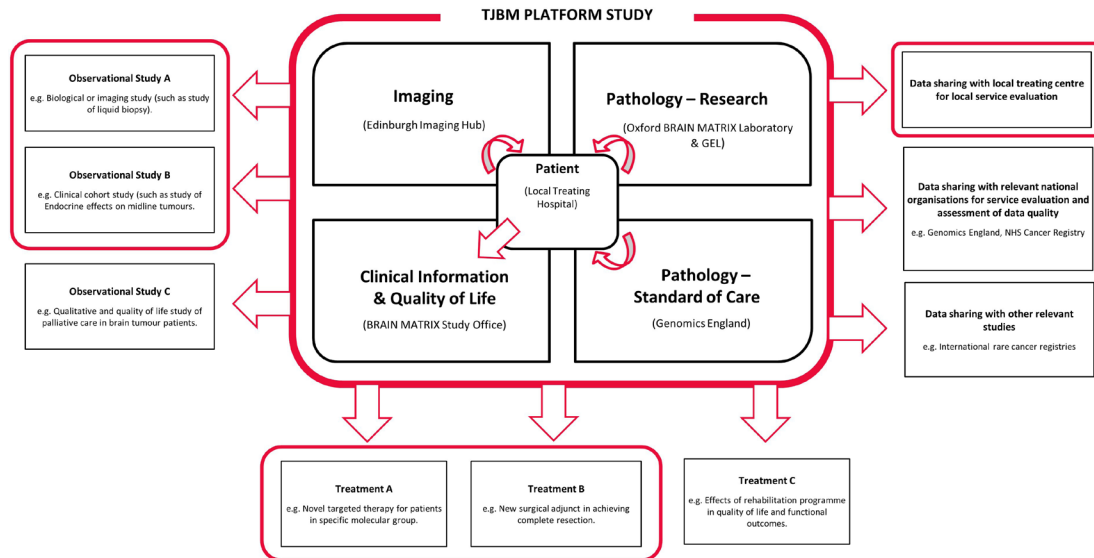 TJBM PLATFORM STUDY
Observational Study A
e.g. Biological or imaging study (such as study
of liquid biopsy).
Observational Study B
e.g. Clinical cohort study (such as study of
Endocrine effects on midline tumours.
Observational Study C
e.g. Qualitative and quality of life study of
palliative care in brain tumour patients.
Imaging
(Edinburgh Imaging Hub)
Pathology – Research
(Oxford BRAIN MATRIX Laboratory
& GEL)
Patient
(Local Treating
Hospital)
Clinical Information
& Quality of Life
(BRAIN MATRIX Study Office)
Pathology –
Standard of Care
(Genomics England)
Data sharing with local treating centre
for local service evaluation
Data sharing with relevant national
organisations for service evaluation and
assessment of data quality
e.g. Genomics England, NHS Cancer Registry
Data sharing with other relevant
studies
e.g. International rare cancer registries
Treatment A
e.g. Novel targeted therapy for patients
in specific molecular group.
Treatment B
e.g. New surgical adjunct in achieving
complete resection.
Treatment C
e.g. Effects of rehabilitation programme
in quality of life and functional
outcomes.